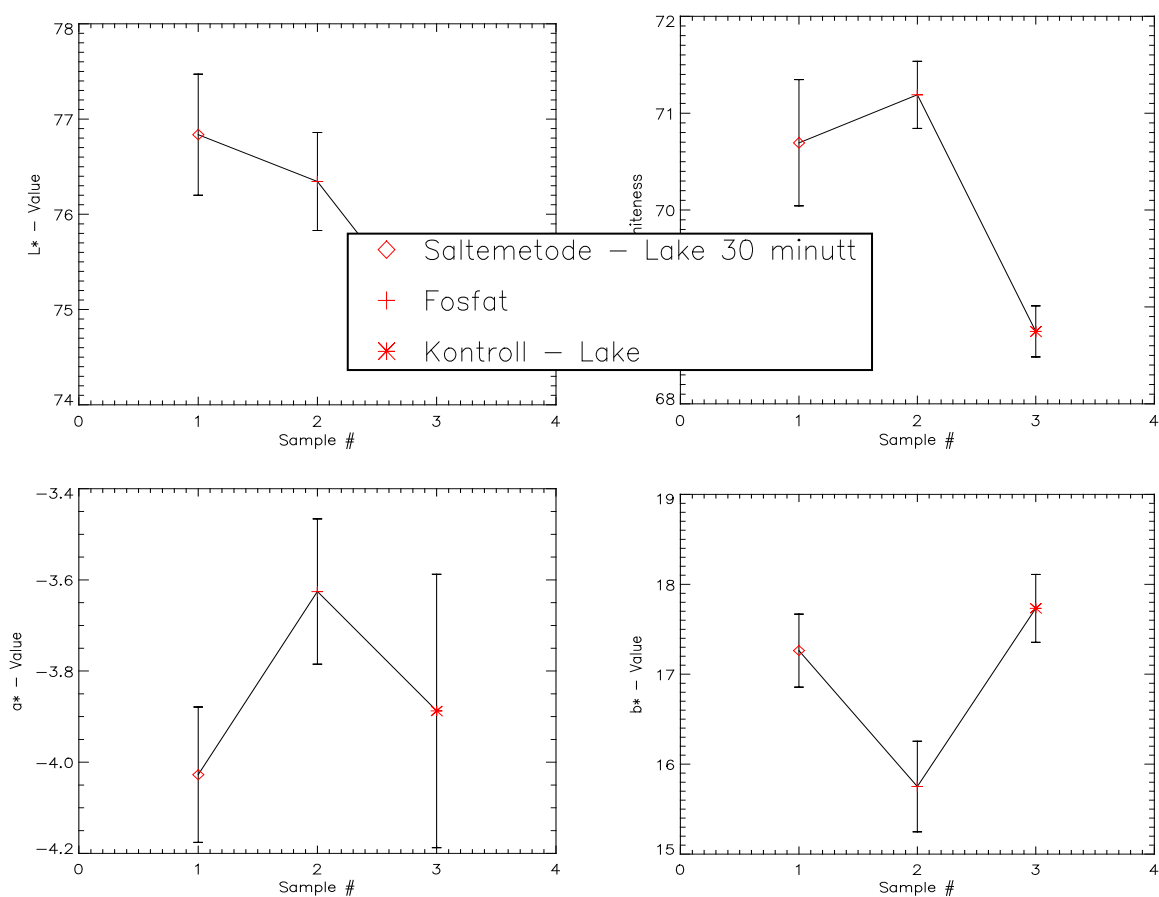 78
77
76
75
74
L* – Value
0 1 2 3 4
Sample #
72
71
70
68
hiteness
0 1 2 3 4
Sample #
Saltemetode – Lake 30 minutt
Fosfat
Kontroll – Lake
−3.4
−3.6
−3.8
−4.0
−4.2
a* – Value
0 1 2 3 4
Sample #
19
18
17
16
15
b* – Value
0 1 2 3 4
Sample #